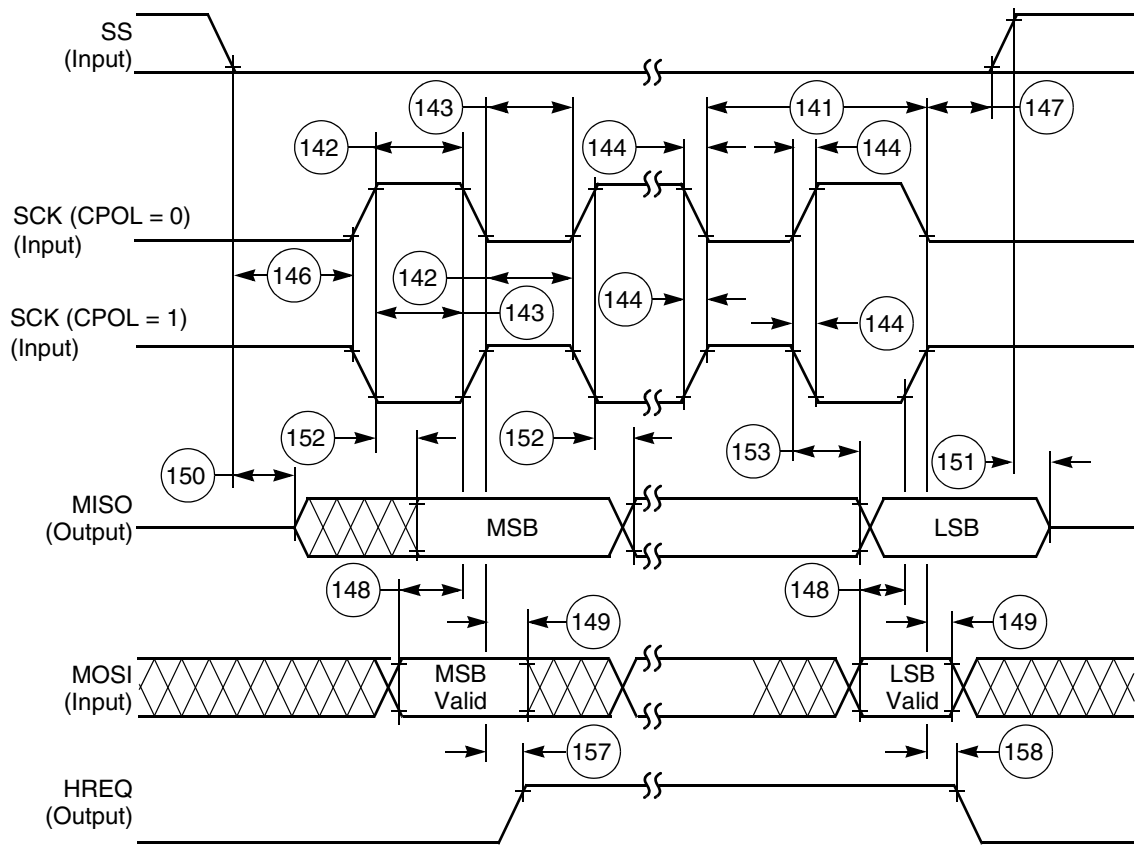 SS
(Input)
143
141
147
142
144
144
SCK (CPOL = 0)
(Input)
146
142
144
143
144
SCK (CPOL = 1)
(Input)
152
152
153
151
150
MISO
(Output)
MSB
LSB
148
148
149
149
MOSI
(Input)
MSB
Valid
LSB
Valid
157
158
HREQ
(Output)